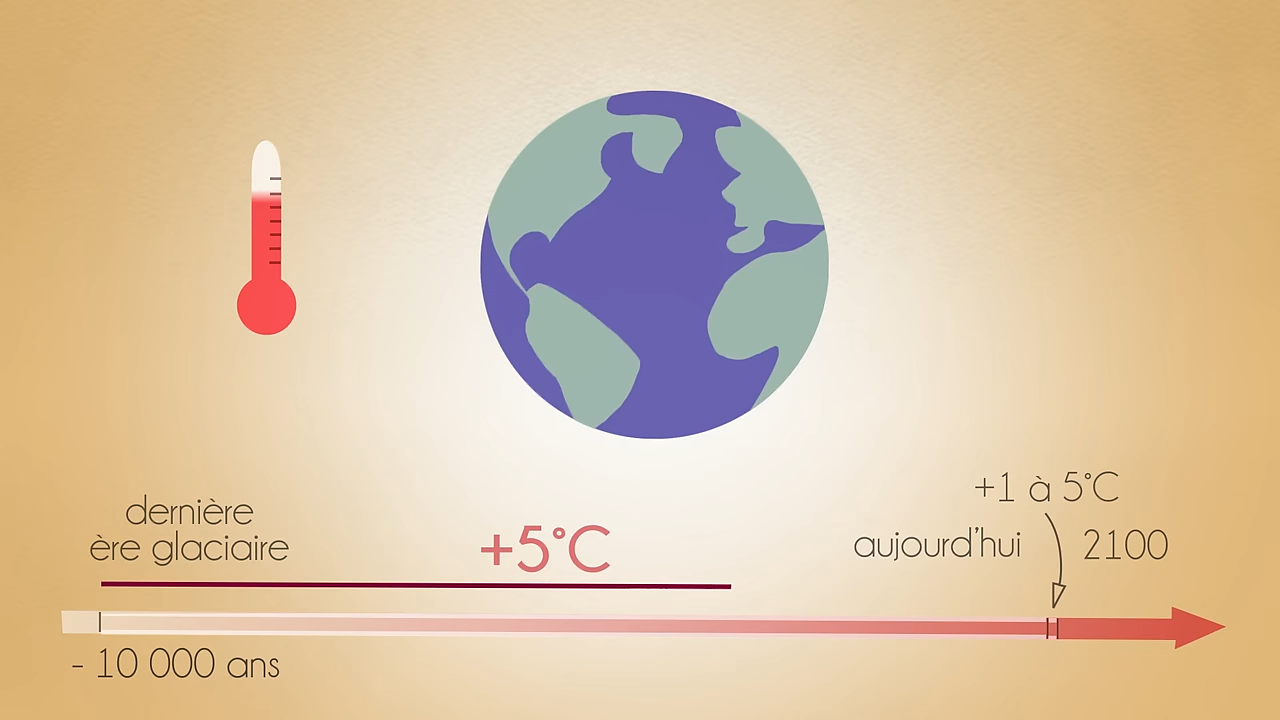 dernière
ère glaciaire
+5°C
+1 à 5°C
aujourd'hui
2100
- 10 000 ans